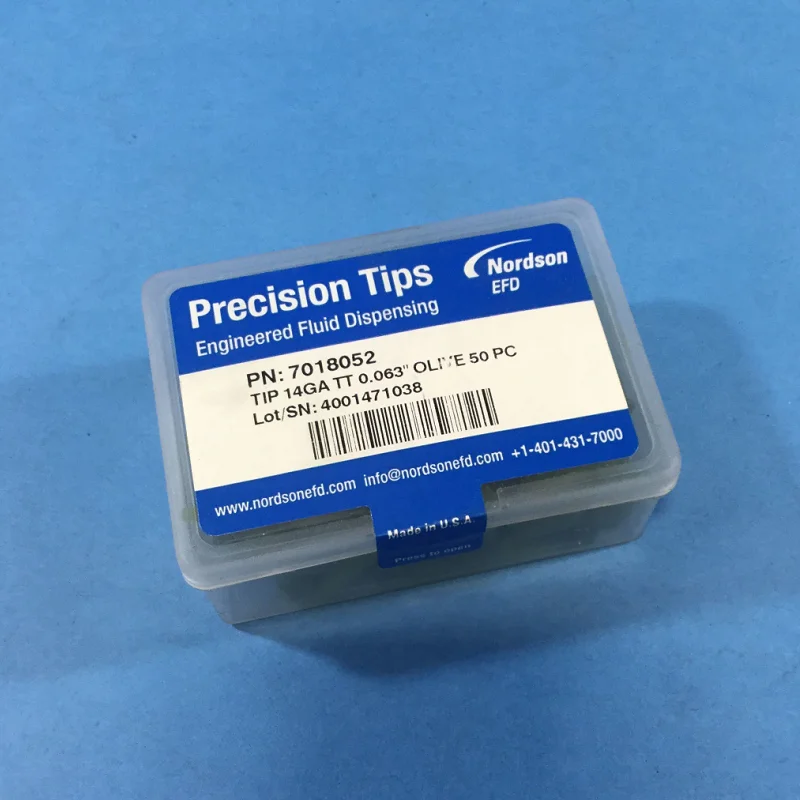 Precision Tips
Nordson
EFD
Engineered Fluid Dispensing
PN: 7018052
TIP 14GA TT 0.063" OLIVE 50 PC
Lot/SN: 4001471038
www.nordsonefd.com info@nordsonefd.com +1-401-431-7000
Made in U.S.A.
Press to open